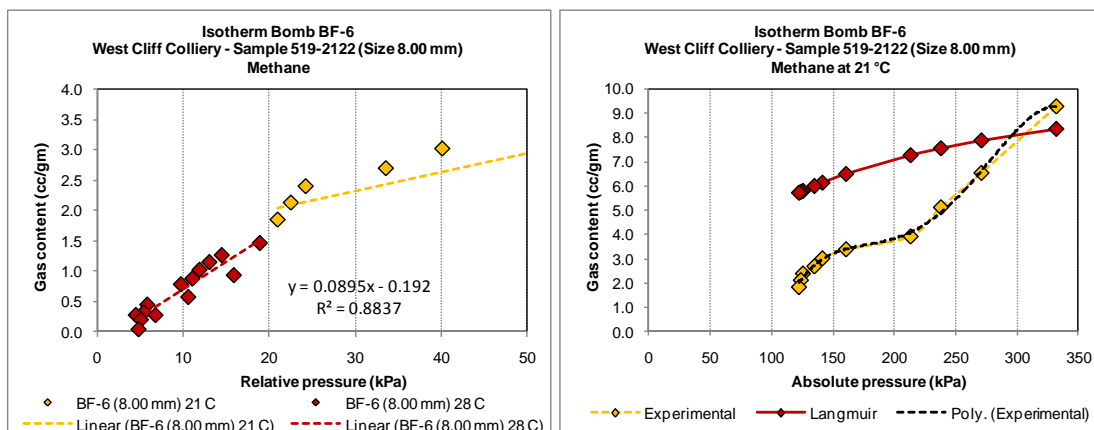 Isotherm Bomb BF-6
West Cliff Colliery - Sample 519-2122 (Size 8.00 mm)
Methane
4.0
3.5
3.0
2.5
2.0
1.5
1.0
0.5
0.0
Gas content (cc/gm)
y = 0.0895x - 0.192
R² = 0.8837
0 10 20 30 40 50
Relative pressure (kPa)
BF-6 (8.00 mm) 21 C BF-6 (8.00 mm) 28 C
Linear (BF-6 (8.00 mm) 21 C) Linear (BF-6 (8.00 mm) 28 C)
Isotherm Bomb BF-6
West Cliff Colliery - Sample 519-2122 (Size 8.00 mm)
Methane at 21 °C
10.0
9.0
8.0
7.0
6.0
5.0
4.0
3.0
2.0
1.0
0.0
Gas content (cc/gm)
0 50 100 150 200 250 300 350
Absolute pressure (kPa)
Experimental Langmuir Poly. (Experimental)